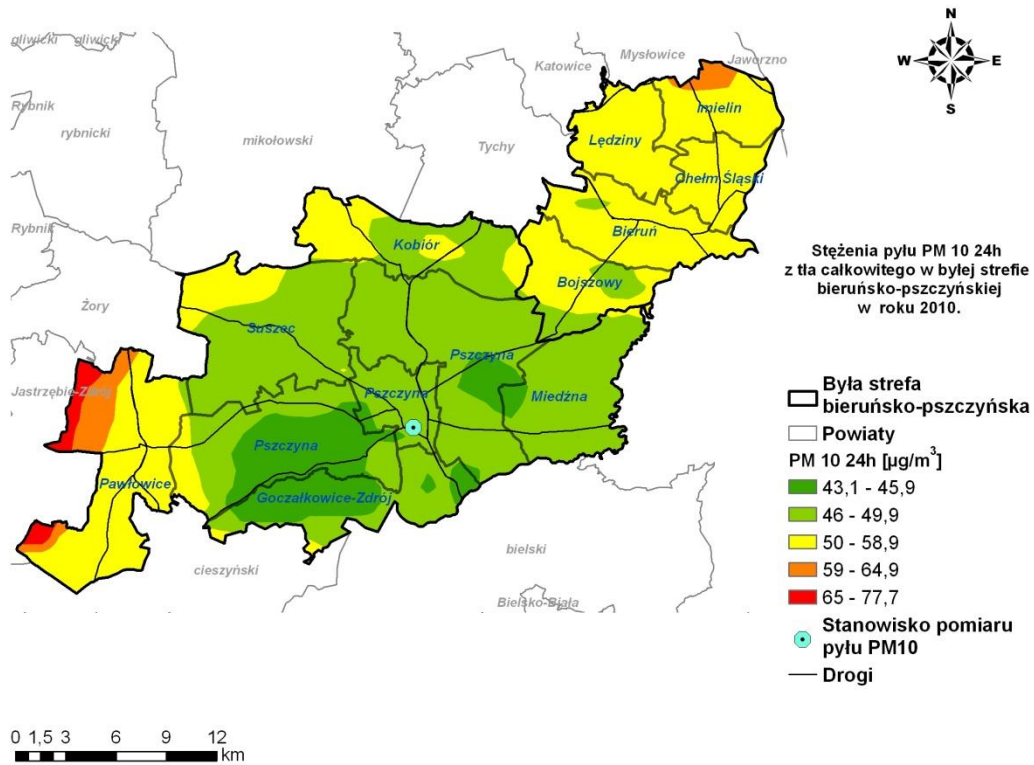 gliwicki
gliwicki
Rybnik
rybnicki
mikołowski
Katowice
Mysłowice
Jaworzno
Tychy
Rybnik
Żory
Jastrzębie-Zdrój
cieszyński
bielski
Bielsko-Biała
Imielin
Lędziny
Chełm Śląski
Bieruń
Bojszowy
Kobiór
Suszec
Pszczyna
Pszczyna
Miedźna
Pszczyna
Goczałkowice-Zdrój
Pawłowice
N
W
E
S
Stężenia pyłu PM 10 24h
z tła całkowitego w byłej strefie
bieruńsko-pszczyńskiej
w roku 2010.
Była strefa
bieruńsko-pszczyńska
Powiaty
PM 10 24h [µg/m³]
43,1 - 45,9
46 - 49,9
50 - 58,9
59 - 64,9
65 - 77,7
Stanowisko pomiaru
pyłu PM10
Drogi
0 1,5 3 6 9 12
km